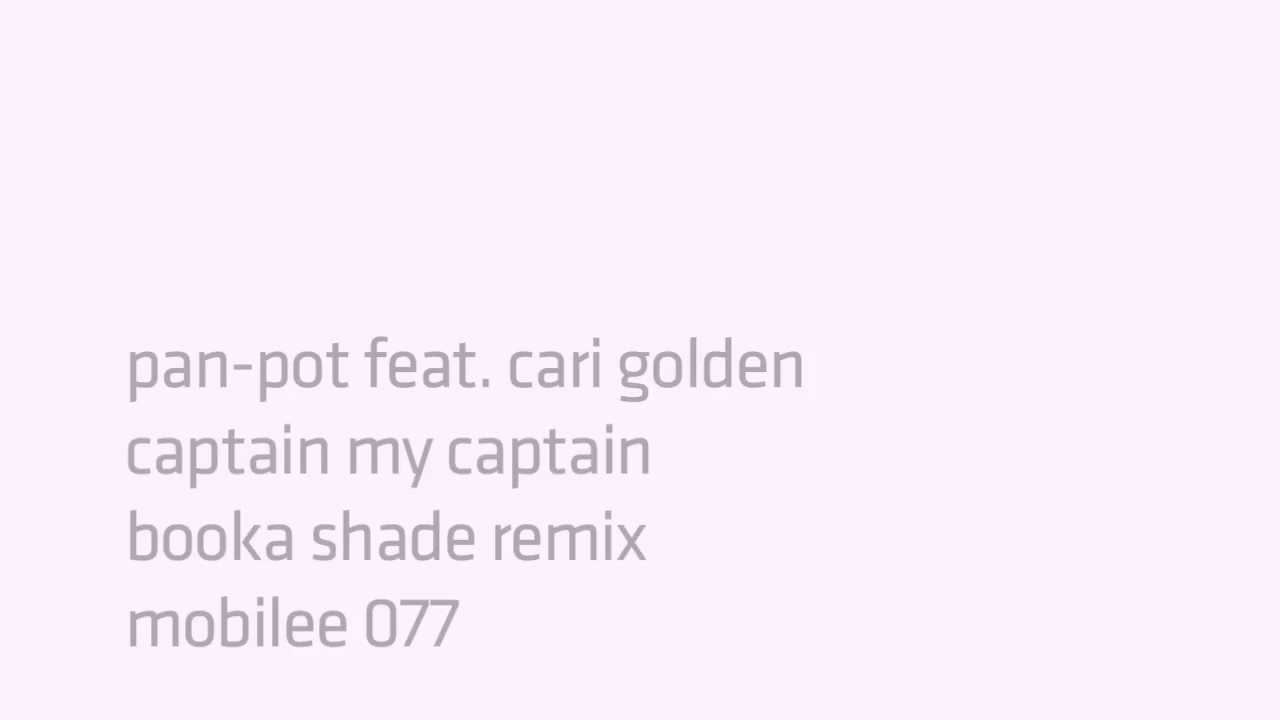 pan-pot feat. cari golden
captain my captain
booka shade remix
mobilee 077